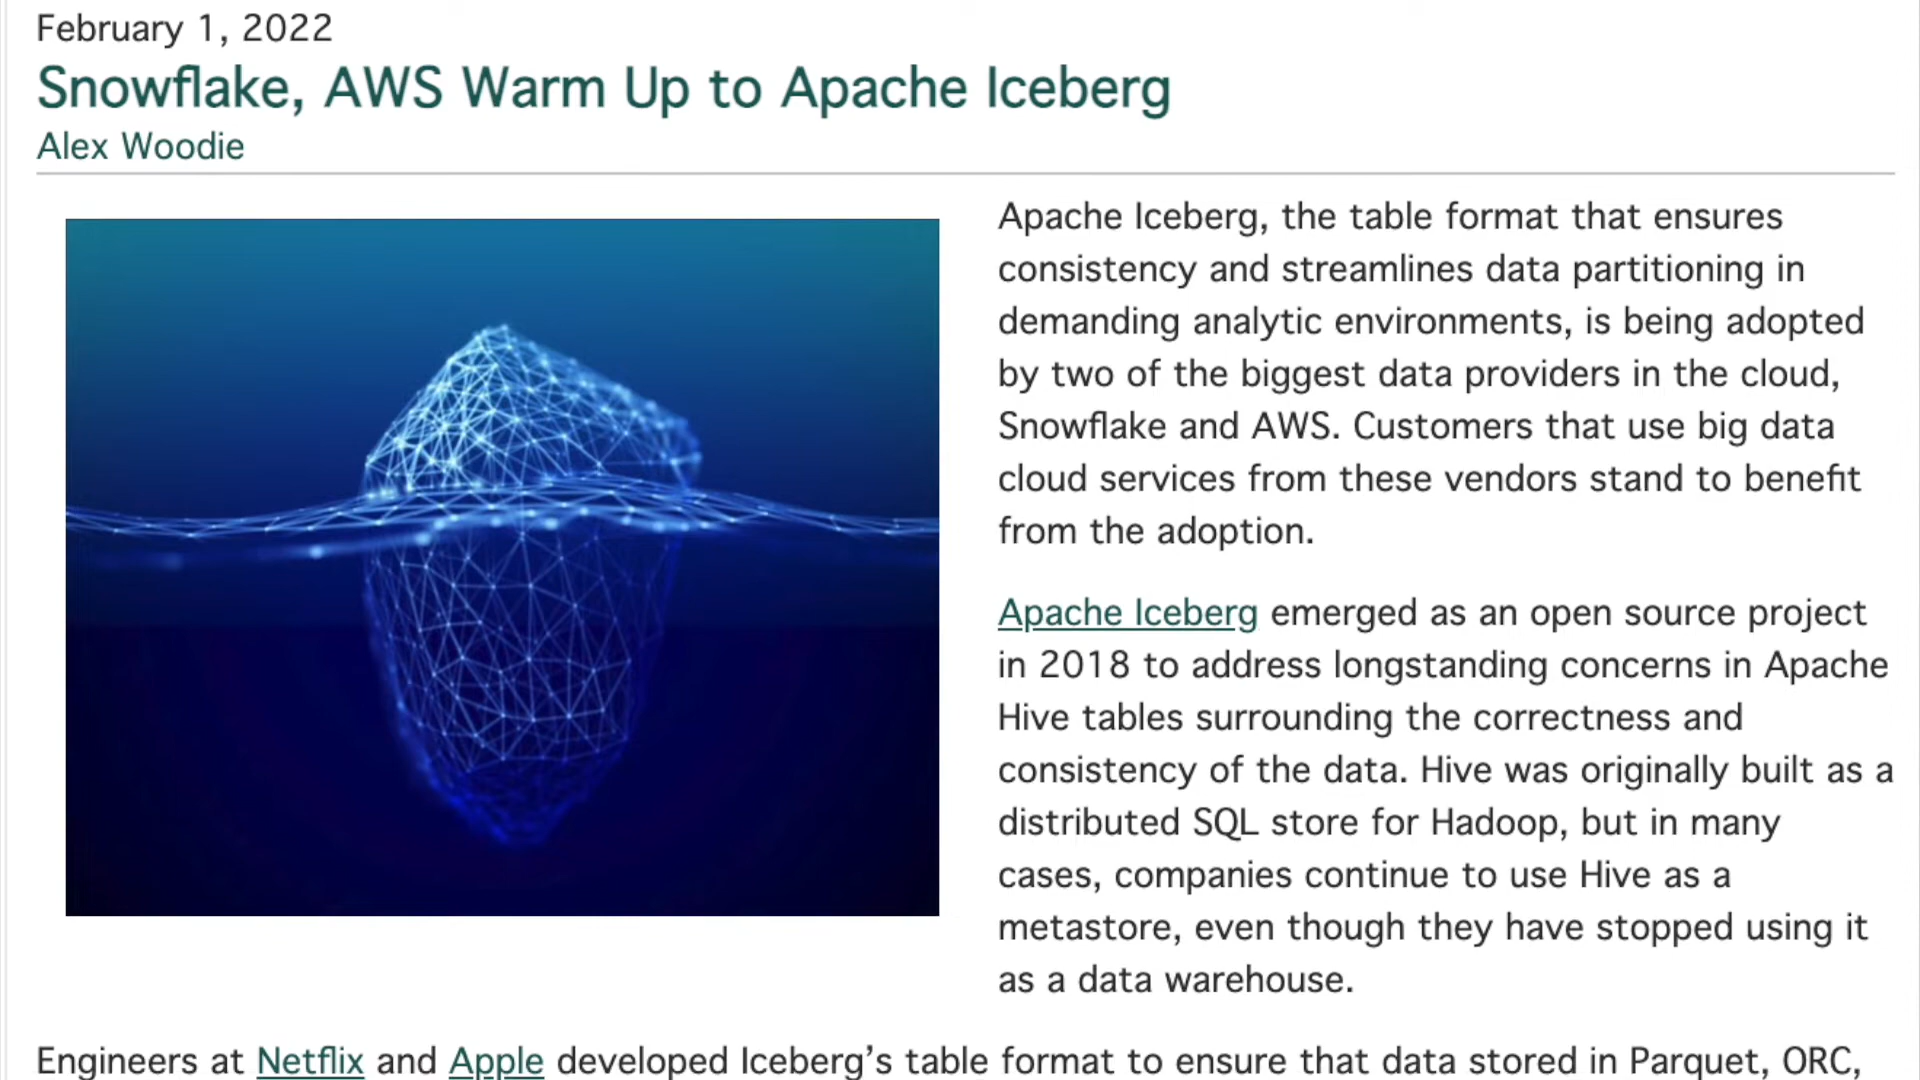 February 1, 2022
Snowflake, AWS Warm Up to Apache Iceberg
Alex Woodie
Apache Iceberg, the table format that ensures
consistency and streamlines data partitioning in
demanding analytic environments, is being adopted
by two of the biggest data providers in the cloud,
Snowflake and AWS. Customers that use big data
cloud services from these vendors stand to benefit
from the adoption.
Apache Iceberg emerged as an open source project
in 2018 to address longstanding concerns in Apache
Hive tables surrounding the correctness and
consistency of the data. Hive was originally built as a
distributed SQL store for Hadoop, but in many
cases, companies continue to use Hive as a
metastore, even though they have stopped using it
as a data warehouse.
Engineers at Netflix and Apple developed Iceberg’s table format to ensure that data stored in Parquet, ORC,